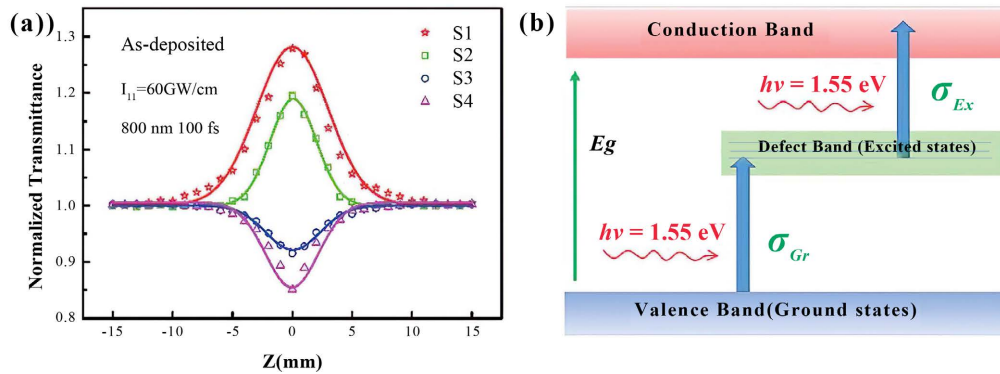 (a)
As-deposited
I11=60GW/cm
800 nm 100 fs
S1
S2
S3
S4
Normalized Transmittance
1.3
1.2
1.1
1.0
0.9
0.8
-15
-10
-5
0
5
10
15
Z(mm)
(b)
Conduction Band
hν = 1.55 eV
σEx
Eg
Defect Band (Excited states)
hν = 1.55 eV
σGr
Valence Band(Ground states)